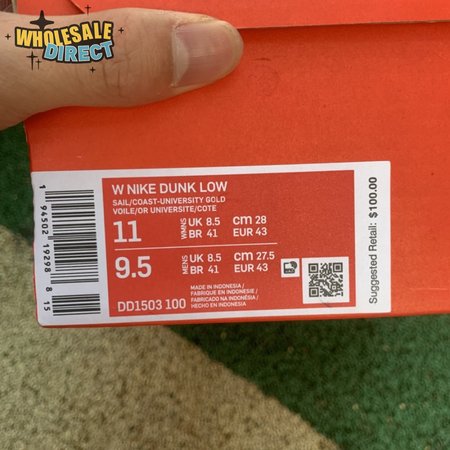 WHOLESALE
DIRECT
W NIKE DUNK LOW
SAIL/COAST-UNIVERSITY GOLD
VOILE/OR UNIVERSITE/COTE
11 WMNS UK 8.5 cm 28
BR 41 EUR 43
9.5 MENS UK 8.5 cm 27.5
BR 41 EUR 43
DD1503 100
MADE IN INDONESIA
FABRIQUE EN INDONESIE
FABRICADO NA INDONÉSIA /
HECHO EN INDONESIA
1 94502 19298 8 15
Suggested Retail: $100.00